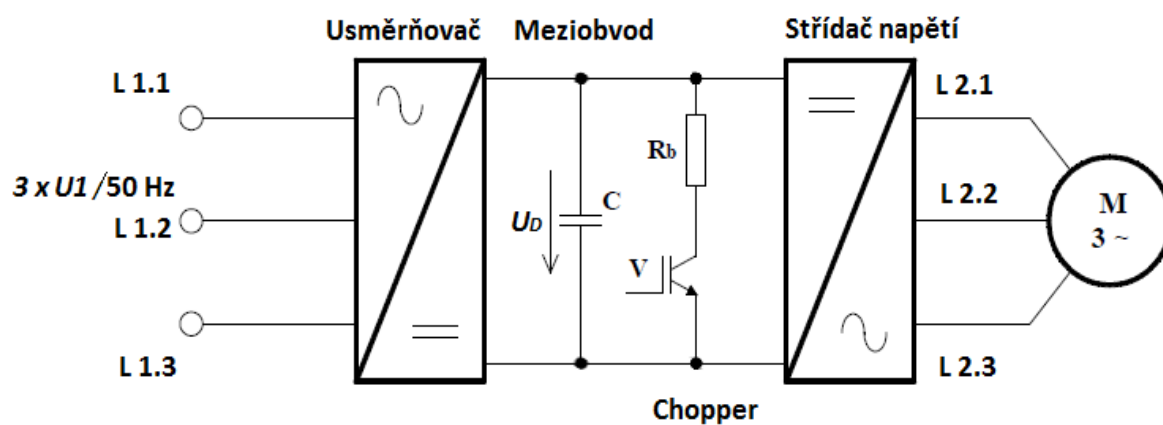 Usměrňovač
Meziobvod
Střídač napětí
L 1.1
L 2.1
Rb
3 x U1 /50 Hz
L 1.2
UD
C
L 2.2
M
3 ~
V
L 1.3
L 2.3
Chopper